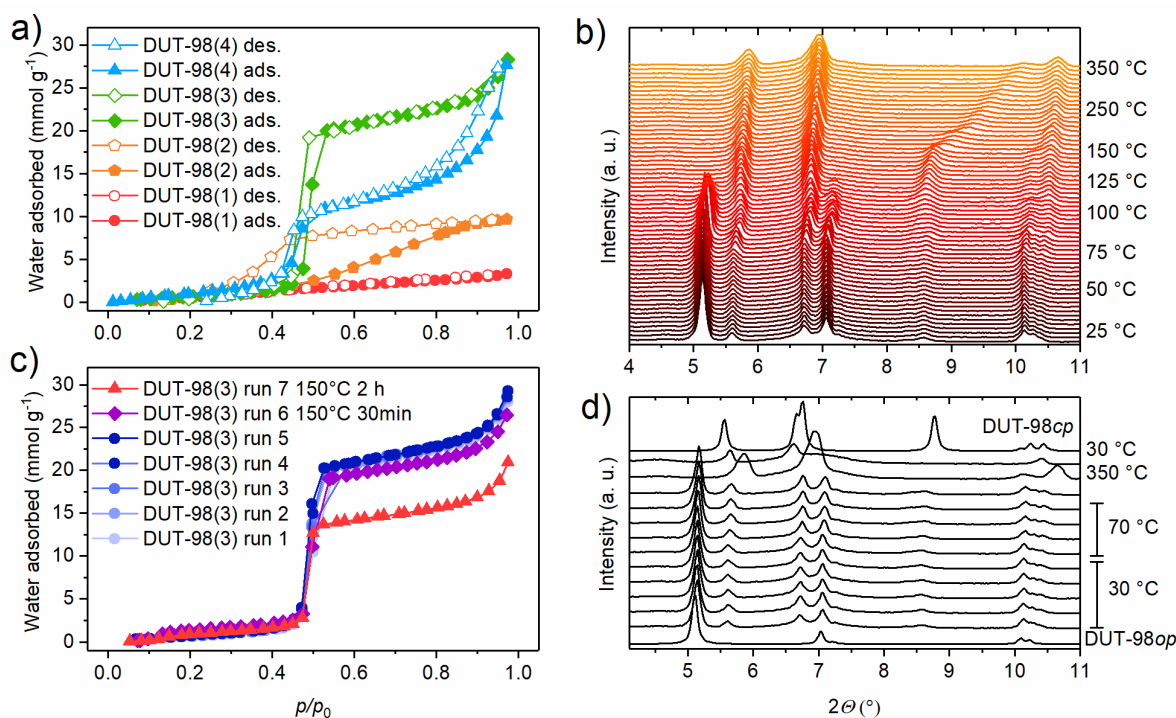 a)
30
25
20
15
10
5
0
Water adsorbed (mmol g⁻¹)
DUT-98(4) des.
DUT-98(4) ads.
DUT-98(3) des.
DUT-98(3) ads.
DUT-98(2) des.
DUT-98(2) ads.
DUT-98(1) des.
DUT-98(1) ads.
0.0 0.2 0.4 0.6 0.8 1.0
b)
Intensity (a. u.)
350 °C
250 °C
150 °C
125 °C
100 °C
75 °C
50 °C
25 °C
4 5 6 7 8 9 10 11
c)
30
25
20
15
10
5
0
Water adsorbed (mmol g⁻¹)
DUT-98(3) run 7 150°C 2 h
DUT-98(3) run 6 150°C 30min
DUT-98(3) run 5
DUT-98(3) run 4
DUT-98(3) run 3
DUT-98(3) run 2
DUT-98(3) run 1
0.0 0.2 0.4 0.6 0.8 1.0
p/p₀
d)
Intensity (a. u.)
DUT-98cp
30 °C
350 °C
70 °C
30 °C
DUT-98op
5 6 7 8 9 10 11
2Θ (°)